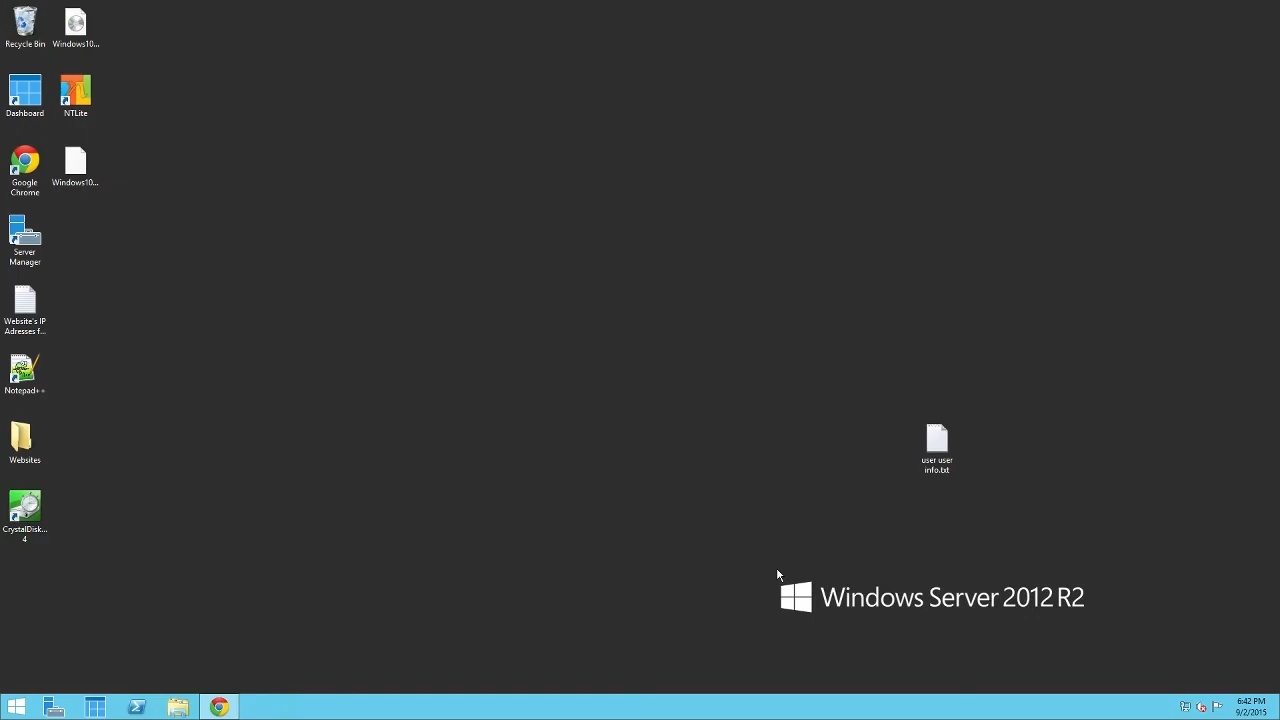 Recycle Bin
Windows10...
Dashboard
NTLite
Google
Chrome
Windows10...
Server
Manager
Website's IP
Adresses f...
Notepad++
Websites
CrystalDisk...
4
user user
info.txt
Windows Server 2012 R2
6:42 PM
9/2/2015